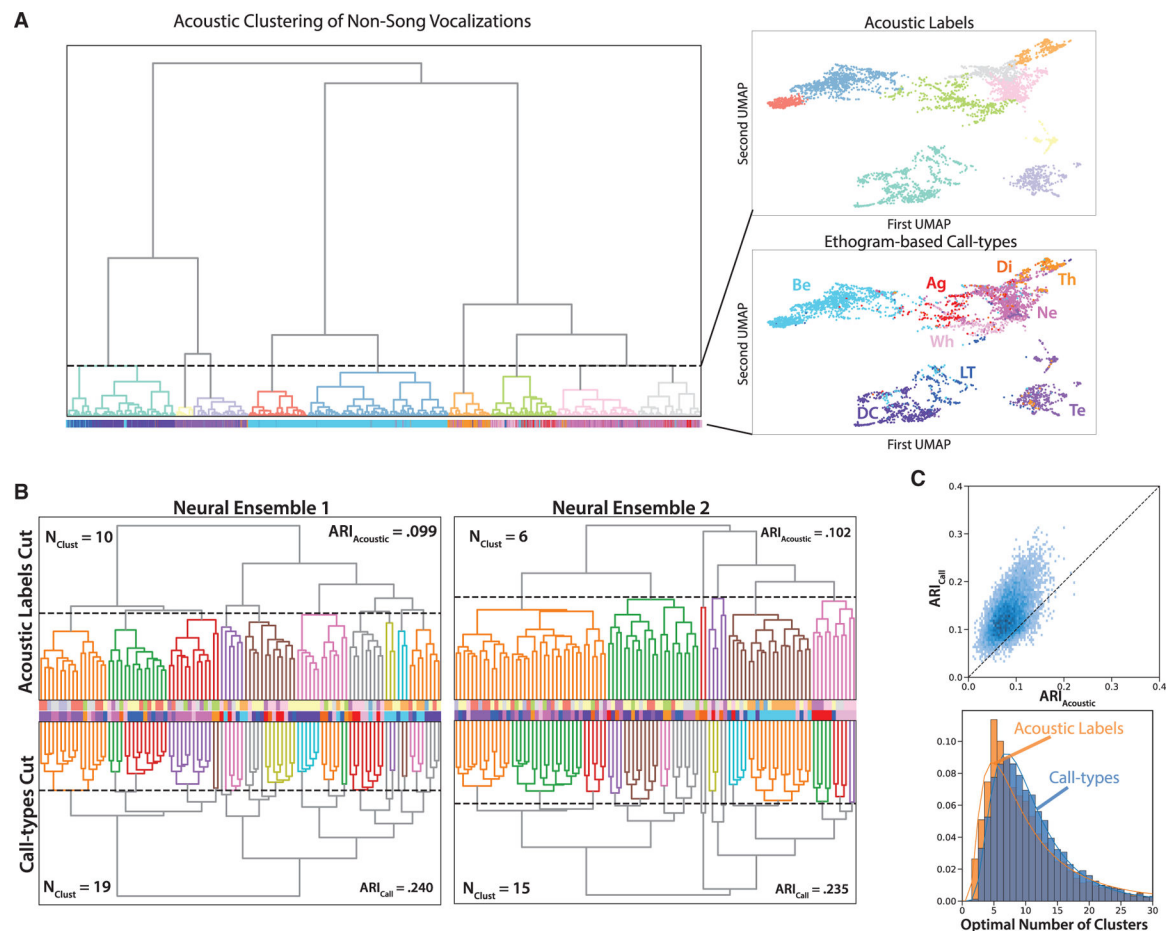 A
Acoustic Clustering of Non-Song Vocalizations
Acoustic Labels
Second UMAP
First UMAP
Ethogram-based Call-types
Be
Ag
Di
Th
Ne
Wh
LT
DC
Te
Second UMAP
First UMAP
B
Neural Ensemble 1
Neural Ensemble 2
Acoustic Labels Cut
Call-types Cut
NClust = 10
ARIAcoustic = .099
NClust = 19
ARICall = .240
NClust = 6
ARIAcoustic = .102
NClust = 15
ARICall = .235
C
0.4
0.3
0.2
0.1
0.0
ARICall
0.0 0.1 0.2 0.3 0.4
ARIAcoustic
Acoustic Labels
Call-types
0.10
0.08
0.06
0.04
0.02
0.00
0 5 10 15 20 25 30
Optimal Number of Clusters